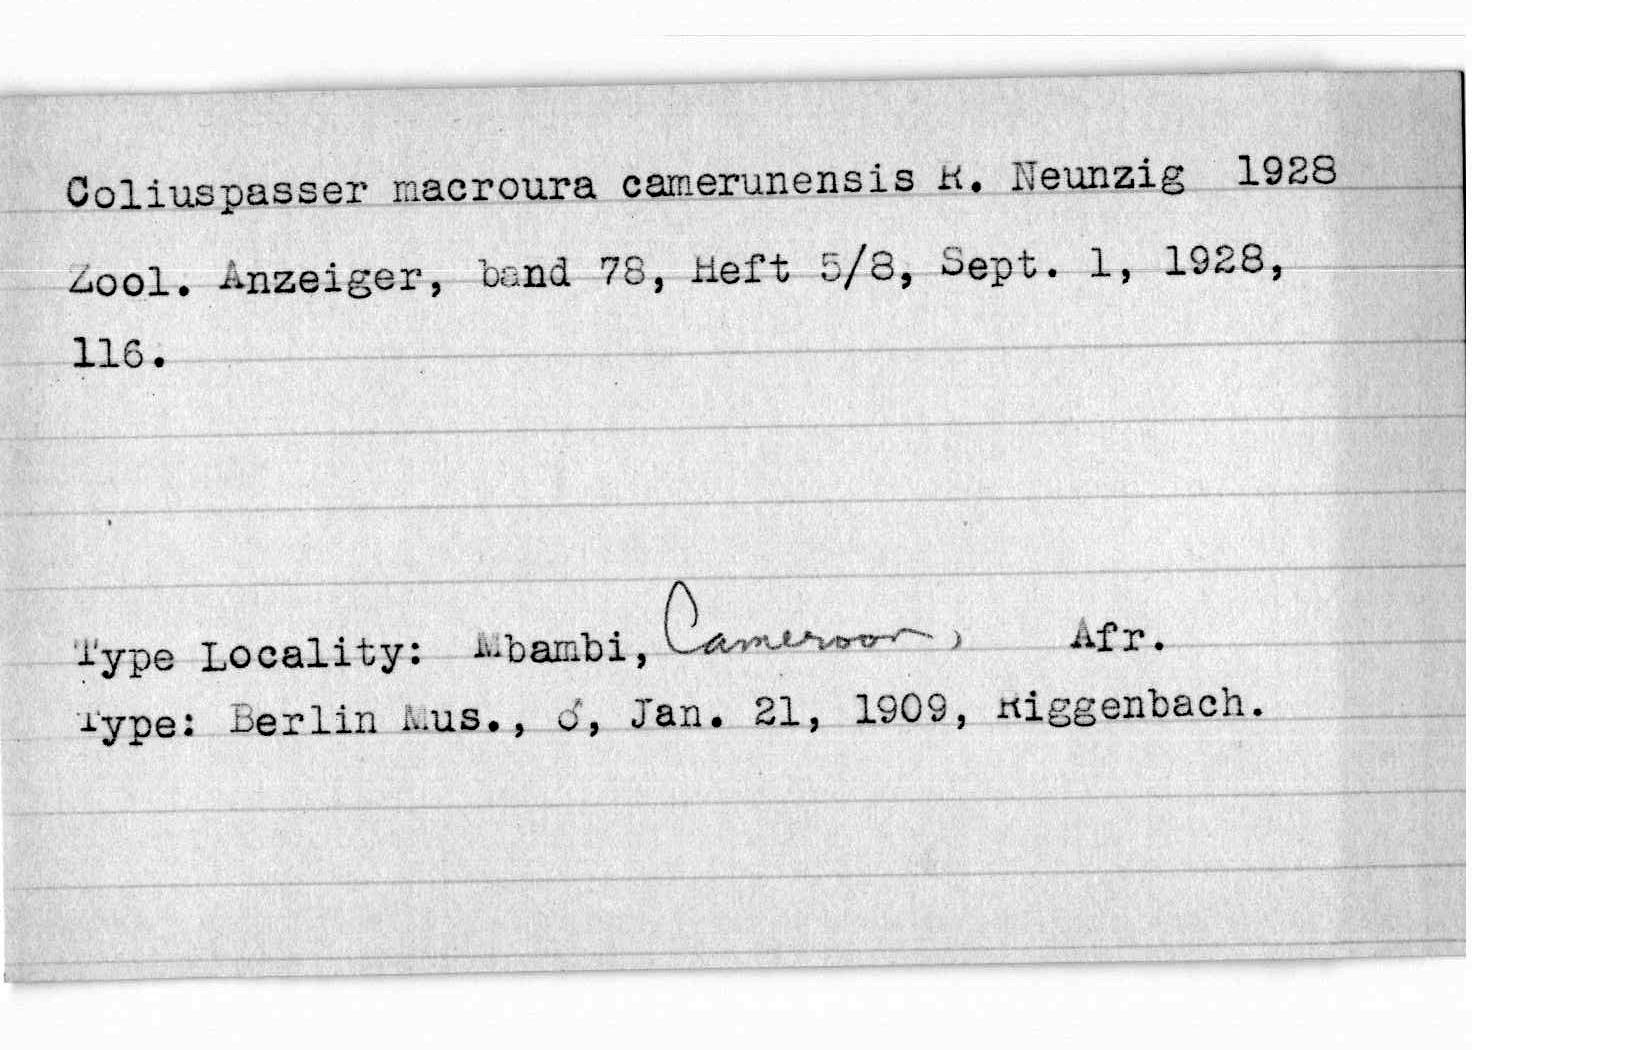 Coliuspasser macroura camerunensis R. Neunzig 1928
Zool. Anzeiger, band 78, Heft 5/8, Sept. 1, 1928,
116.
Type Locality: Mbambi, Cameroon, Afr.
Type: Berlin Mus., ♂, Jan. 21, 1909, Riggenbach.